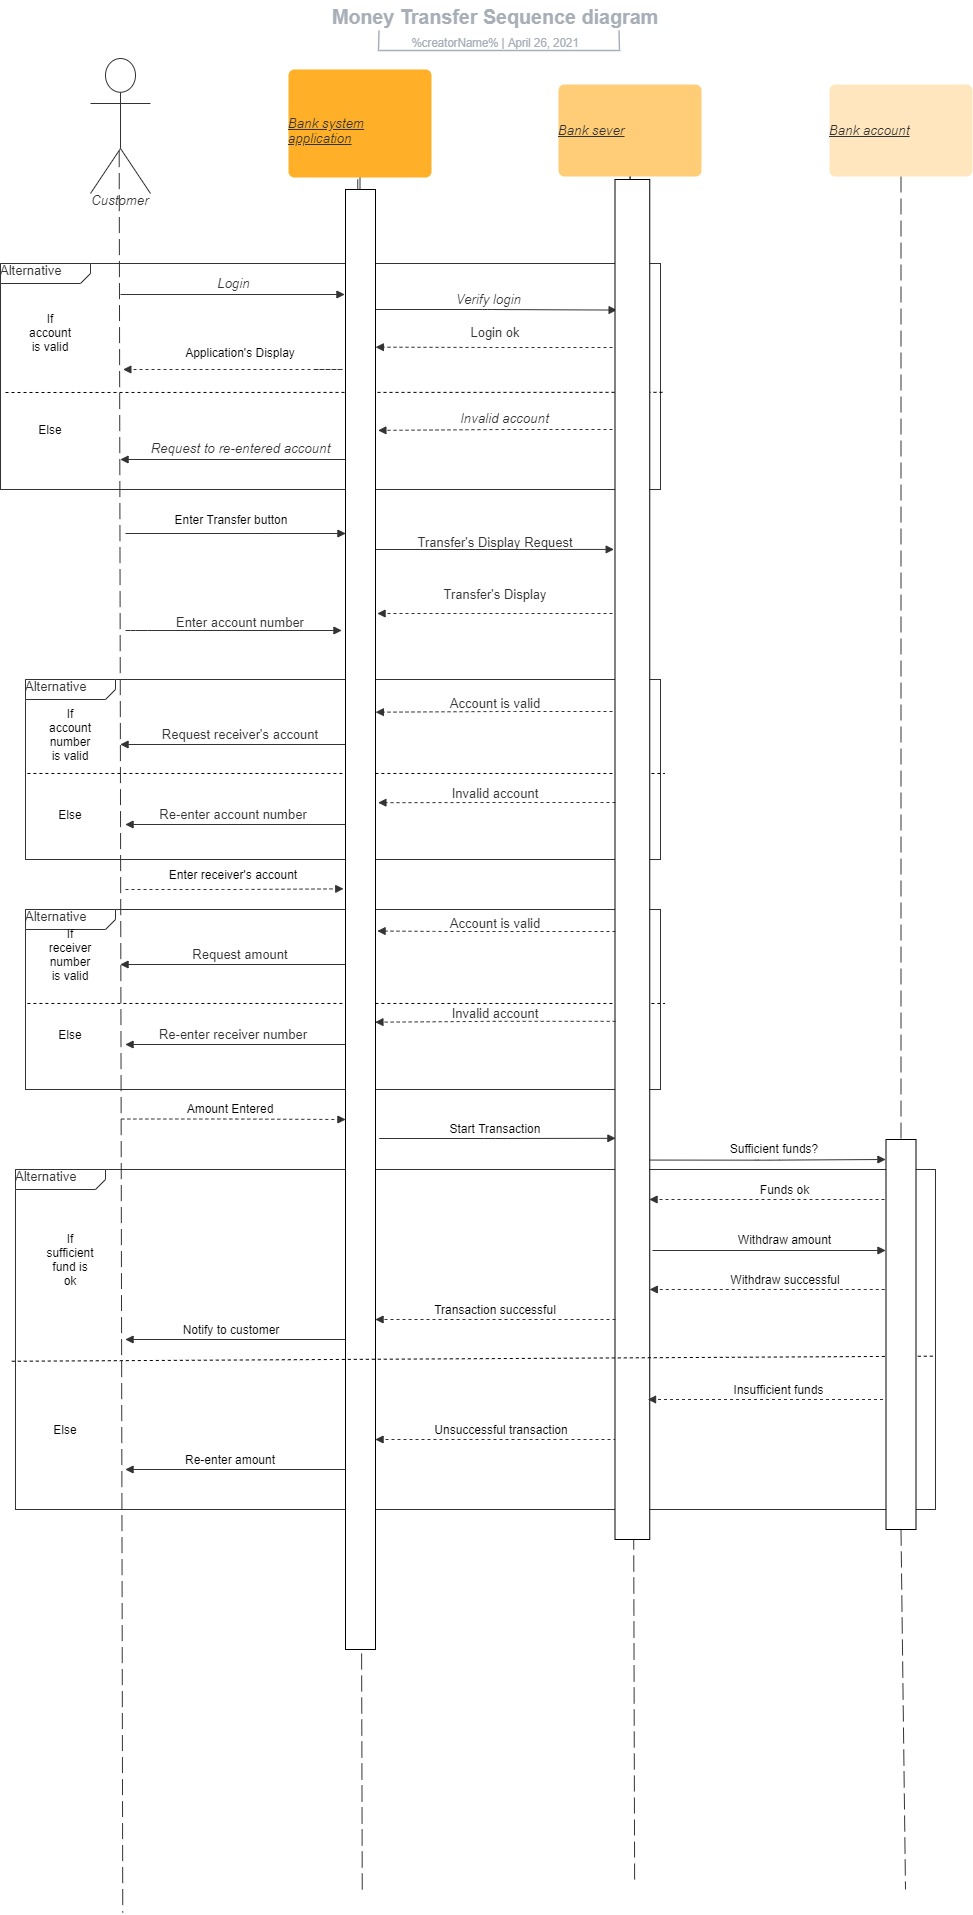 Money Transfer Sequence diagram
%creatorName% | April 26, 2021
Bank system
application
Bank sever
Bank account
Customer
Alternative
Login
Verify login
If
account
is valid
Login ok
Application's Display
Invalid account
Else
Request to re-entered account
Enter Transfer button
Transfer's Display Request
Transfer's Display
Enter account number
Alternative
Account is valid
If
account
number
is valid
Request receiver's account
Invalid account
Else
Re-enter account number
Enter receiver's account
Alternative
Account is valid
If
receiver
number
is valid
Request amount
Invalid account
Else
Re-enter receiver number
Amount Entered
Start Transaction
Sufficient funds?
Alternative
Funds ok
If
sufficient
fund is
ok
Withdraw amount
Withdraw successful
Transaction successful
Notify to customer
Insufficient funds
Else
Unsuccessful transaction
Re-enter amount